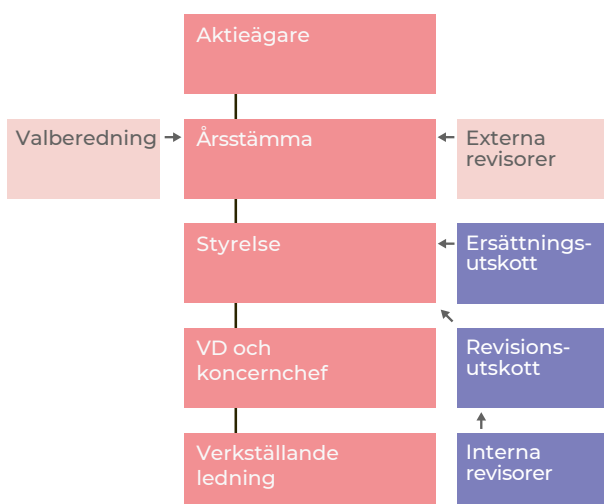 Aktieägare
Valberedning
Årsstämma
Externa
revisorer
Styrelse
Ersättnings-
utskott
VD och
koncernchef
Revisions-
utskott
Verkställande
ledning
Interna
revisorer